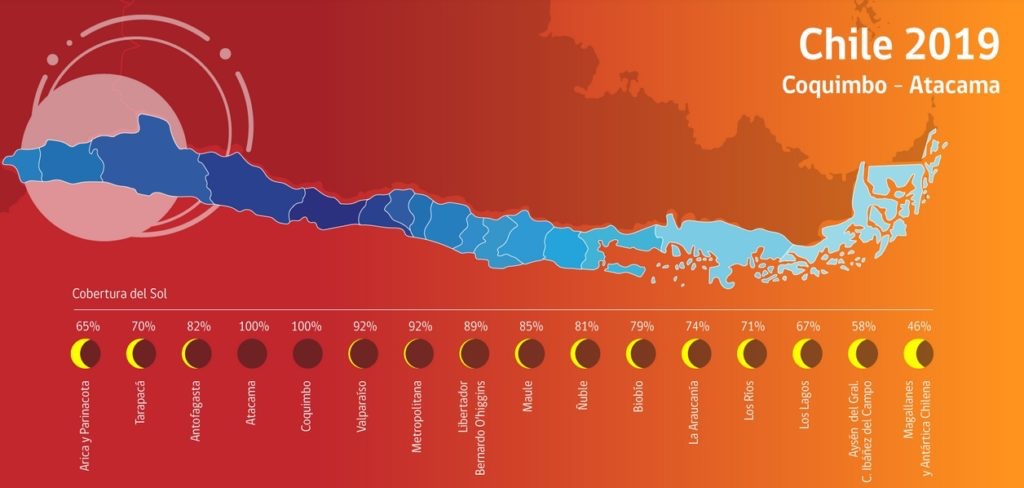 Chile 2019
Coquimbo - Atacama
Cobertura del Sol
65%
70%
82%
100%
100%
92%
92%
89%
85%
81%
79%
74%
71%
67%
58%
46%
Arica y Parinacota
Tarapacá
Antofagasta
Atacama
Coquimbo
Valparaíso
Metropolitana
Libertador
Bernardo Ohiggins
Maule
Ñuble
Biobío
La Araucanía
Los Ríos
Los Lagos
Aysén del Gral.
C. Ibáñez del Campo
Magallanes
y Antártica Chilena